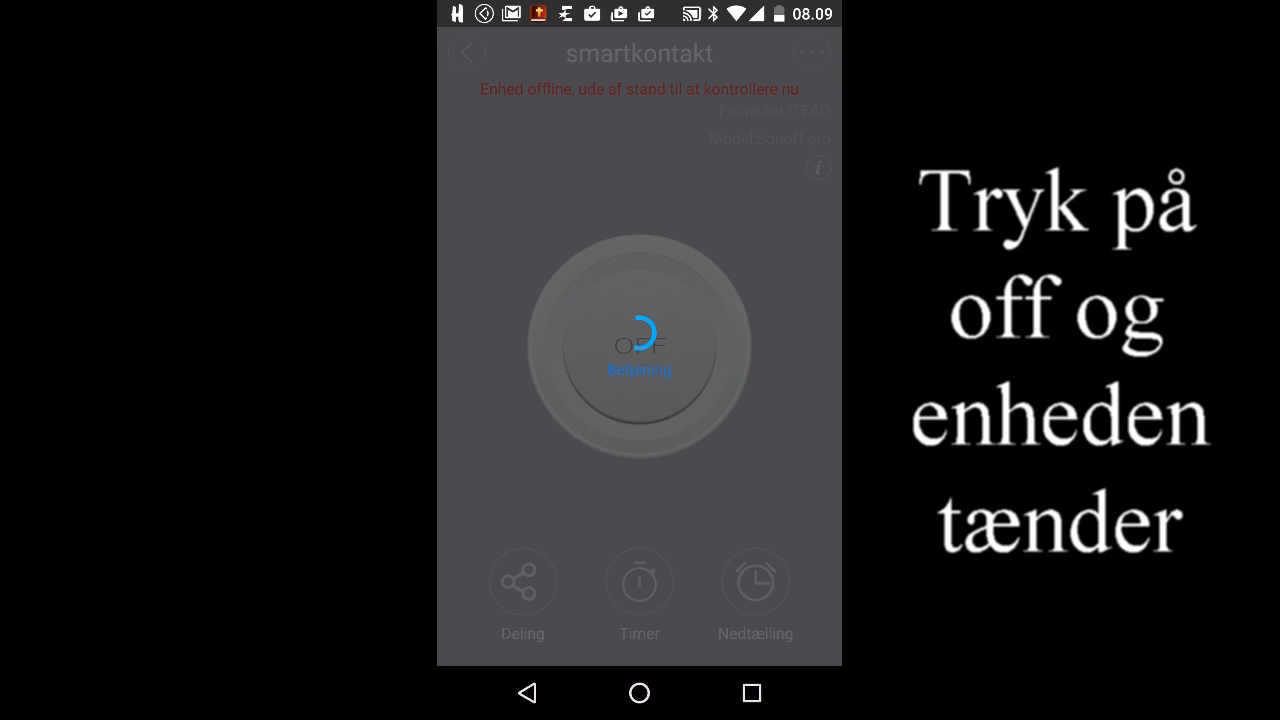 08.09
smartkontakt
Enhed offline, ude af stand til at kontrollere nu
Fabrikant:ITEAD
Model:Sonoff pro
OFF
Betjening
Deling
Timer
Nedtælling
Tryk på
off og
enheden
tænder